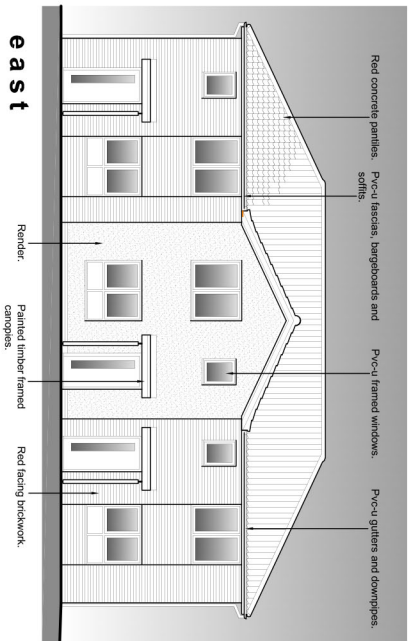 Red concrete pantiles.
Pvc-u fascias, bargeboards and
soffits.
Pvc-u framed windows.
Pvc-u gutters and downpipes.
Render.
Painted timber framed
canopies.
Red facing brickwork.
east